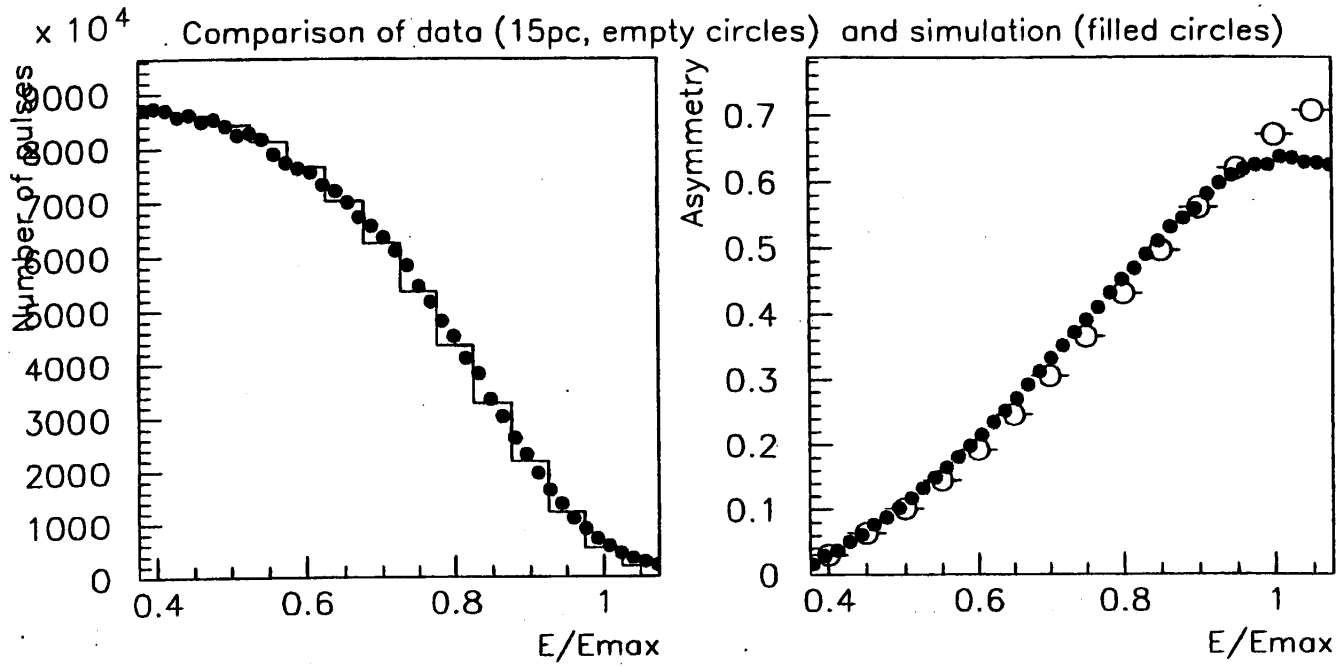 x 10⁴
Comparison of data (15pc, empty circles) and simulation (filled circles)
Number of pulses
9000
8000
7000
6000
5000
4000
3000
2000
1000
0
0.4 0.6 0.8 1
E/Emax
Asymmetry
0.7
0.6
0.5
0.4
0.3
0.2
0.1
0
0.4 0.6 0.8 1
E/Emax